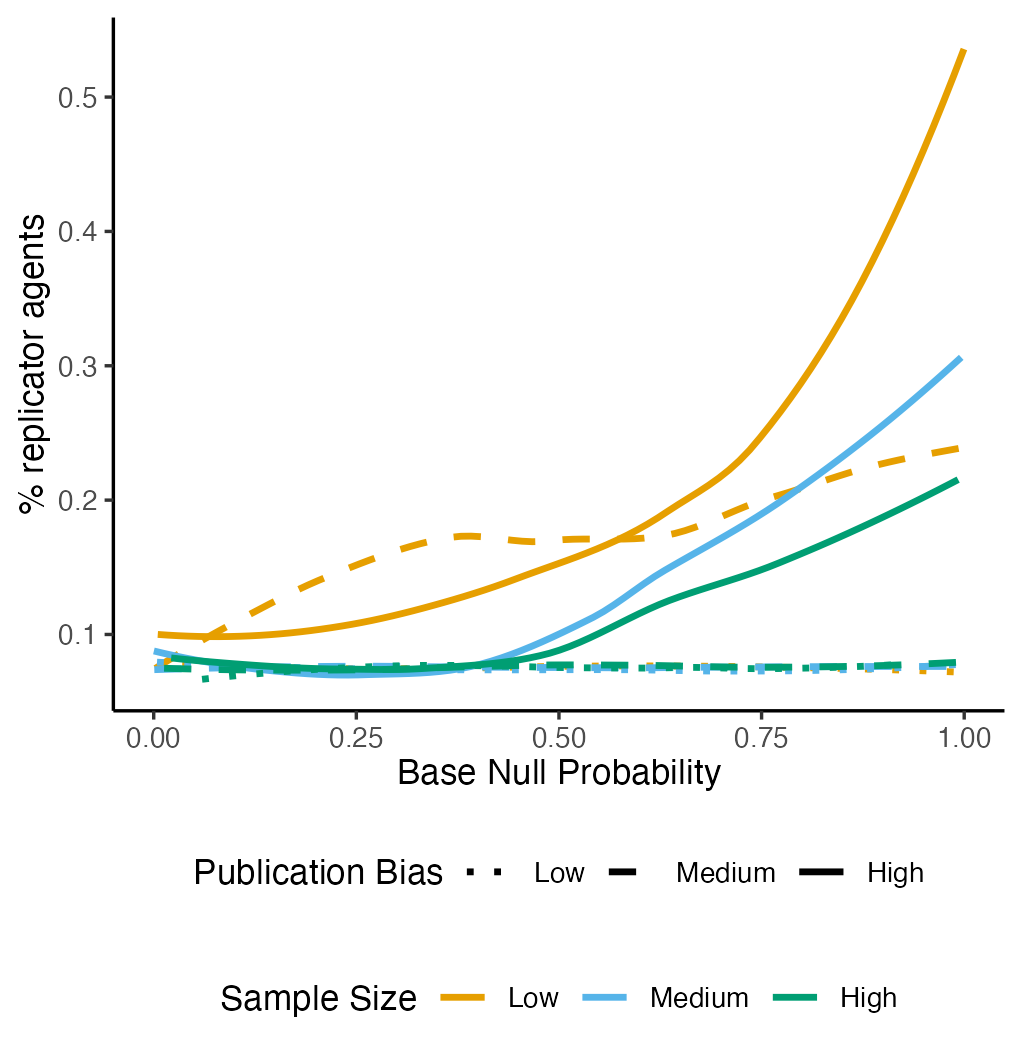 % replicator agents
0.5
0.4
0.3
0.2
0.1
0.00 0.25 0.50 0.75 1.00
Base Null Probability
Publication Bias Low Medium High
Sample Size Low Medium High